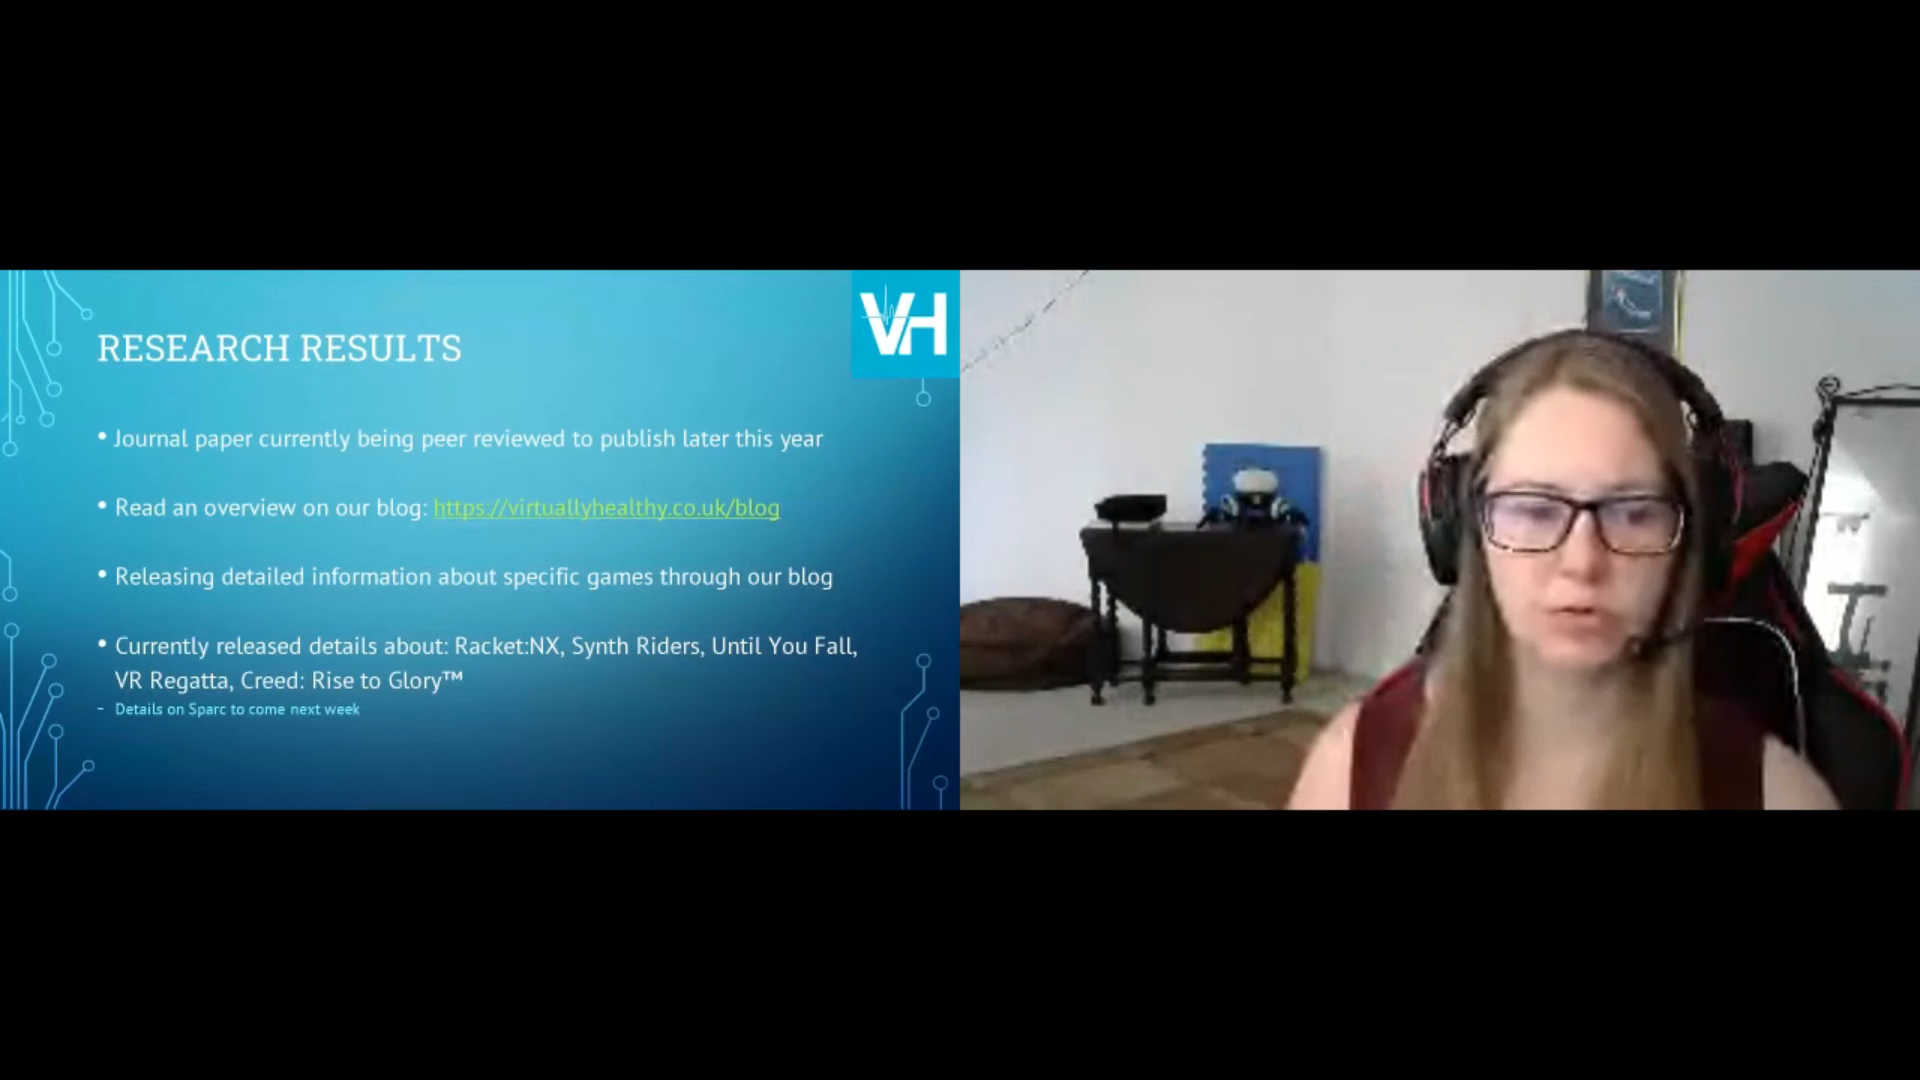 VH
RESEARCH RESULTS
• Journal paper currently being peer reviewed to publish later this year
• Read an overview on our blog: https://virtuallyhealthy.co.uk/blog
• Releasing detailed information about specific games through our blog
• Currently released details about: Racket:NX, Synth Riders, Until You Fall,
VR Regatta, Creed: Rise to Glory™
- Details on Sparc to come next week